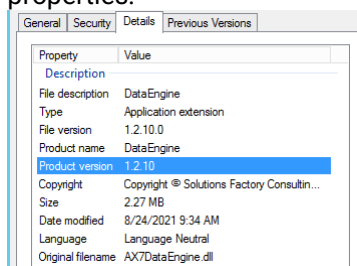 properties.
General Security Details Previous Versions
Property Value
Description
File description DataEngine
Type Application extension
File version 1.2.10.0
Product name DataEngine
Product version 1.2.10
Copyright Copyright © Solutions Factory Consultin...
Size 2.27 MB
Date modified 8/24/2021 9:34 AM
Language Language Neutral
Original filename AX7DataEngine.dll